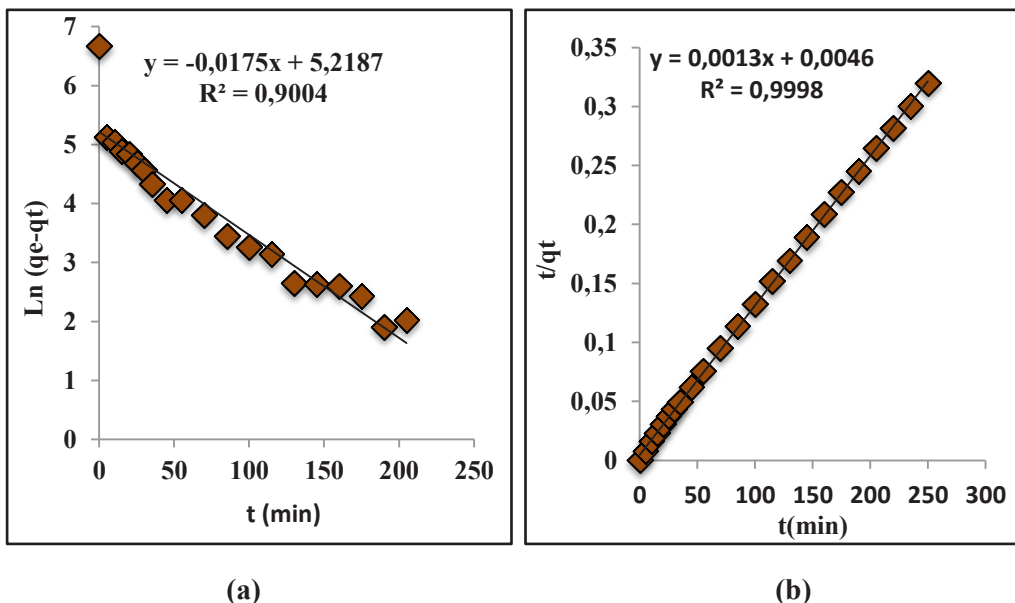 y = -0,0175x + 5,2187
R² = 0,9004
Ln (qe-qt)
7
6
5
4
3
2
1
0
0 50 100 150 200 250
t (min)
(a)
y = 0,0013x + 0,0046
R² = 0,9998
t/qt
0,35
0,3
0,25
0,2
0,15
0,1
0,05
0
0 50 100 150 200 250 300
t(min)
(b)